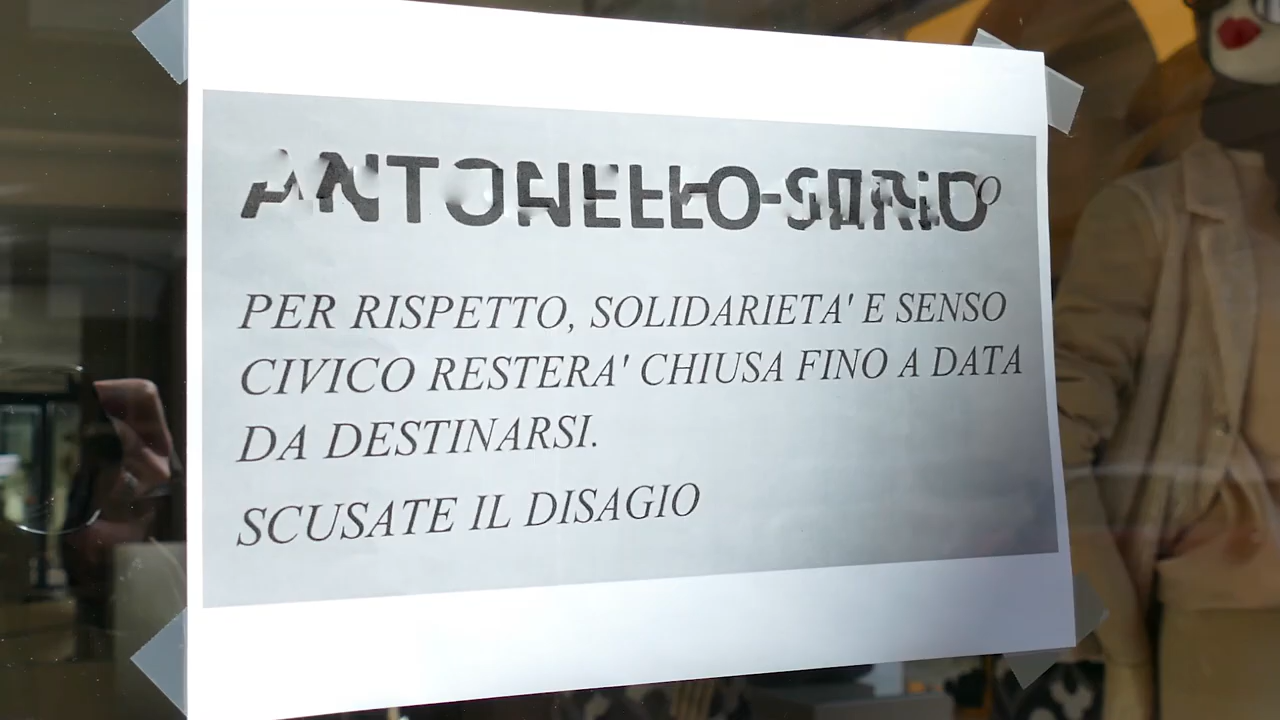 PER RISPETTO, SOLIDARIETA' E SENSO
CIVICO RESTERA' CHIUSA FINO A DATA
DA DESTINARSI.
SCUSATE IL DISAGIO